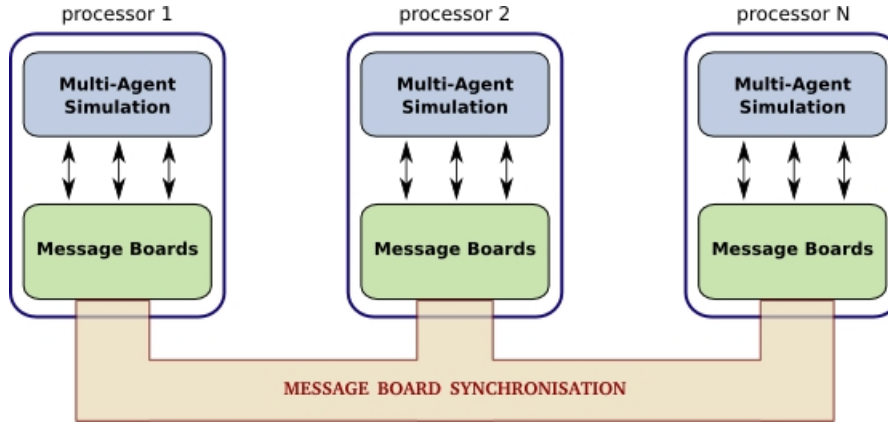 processor 1
processor 2
processor N
Multi-Agent
Simulation
Multi-Agent
Simulation
Multi-Agent
Simulation
Message Boards
Message Boards
Message Boards
MESSAGE BOARD SYNCHRONISATION